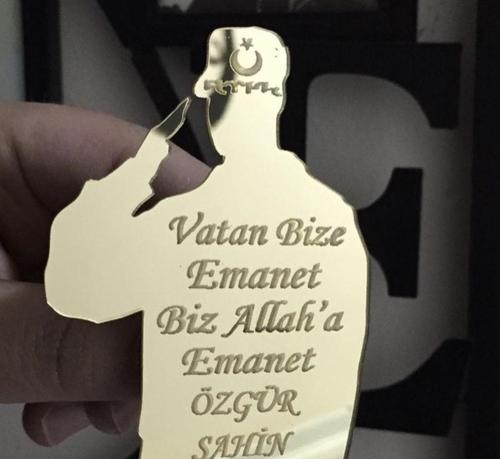 Vatan Bize
Emanet
Biz Allah'a
Emanet
ÖZGÜR
ŞAHİN